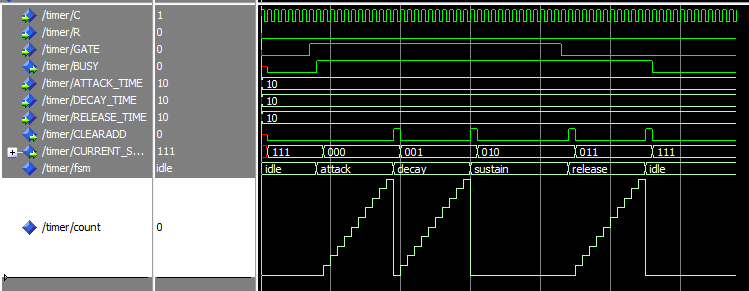 /timer/C 1
/timer/R 0
/timer/GATE 0
/timer/BUSY 0
/timer/ATTACK_TIME 10 10
/timer/DECAY_TIME 10 10
/timer/RELEASE_TIME 10 10
/timer/CLEARADD 0
/timer/CURRENT_S... 111 111 000 001 010 011 111
/timer/fsm idle idle attack decay sustain release idle
/timer/count 0